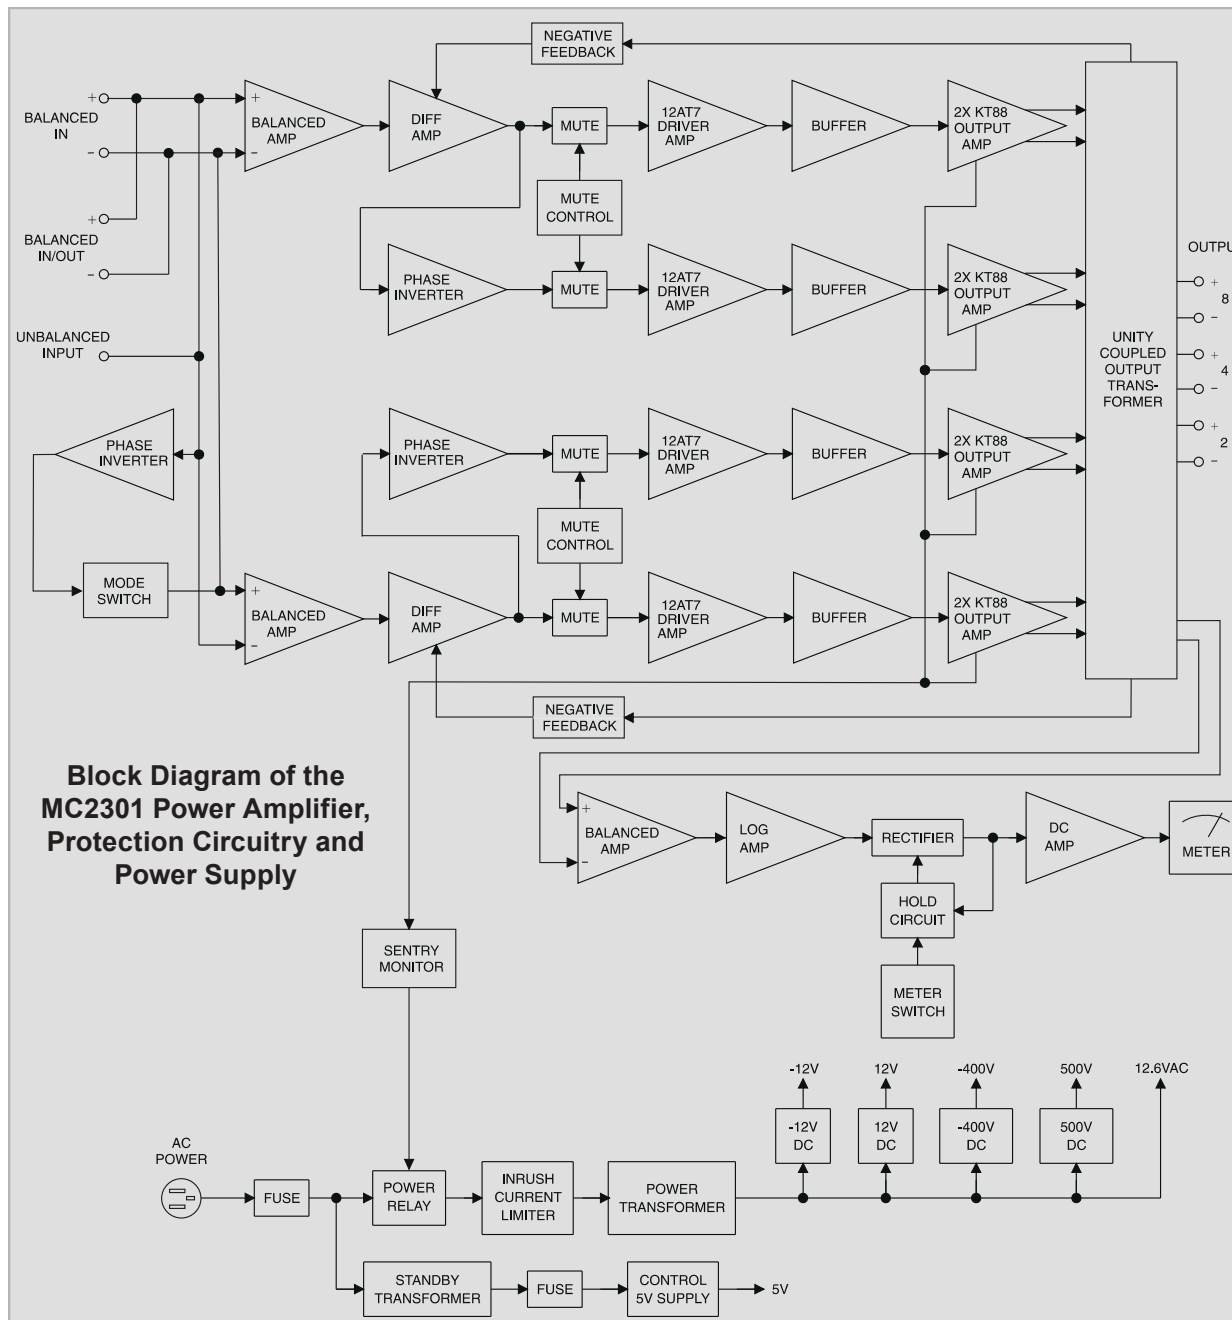 NEGATIVE
FEEDBACK
+
BALANCED
IN
-
+
BALANCED
AMP
-
DIFF
AMP
MUTE
12AT7
DRIVER
AMP
BUFFER
2X KT88
OUTPUT
AMP
MUTE
CONTROL
+
BALANCED
IN/OUT
-
PHASE
INVERTER
MUTE
12AT7
DRIVER
AMP
BUFFER
2X KT88
OUTPUT
AMP
UNBALANCED
INPUT
UNITY
COUPLED
OUTPUT
TRANS-
FORMER
OUTPU
+
8
-
+
4
-
+
2
-
PHASE
INVERTER
PHASE
INVERTER
MUTE
12AT7
DRIVER
AMP
BUFFER
2X KT88
OUTPUT
AMP
MUTE
CONTROL
MODE
SWITCH
+
BALANCED
AMP
-
DIFF
AMP
MUTE
12AT7
DRIVER
AMP
BUFFER
2X KT88
OUTPUT
AMP
NEGATIVE
FEEDBACK
Block Diagram of the
MC2301 Power Amplifier,
Protection Circuitry and
Power Supply
+
BALANCED
AMP
-
LOG
AMP
RECTIFIER
DC
AMP
METER
HOLD
CIRCUIT
METER
SWITCH
SENTRY
MONITOR
-12V
12V
-400V
500V
12.6VAC
-12V
DC
12V
DC
-400V
DC
500V
DC
AC
POWER
FUSE
POWER
RELAY
INRUSH
CURRENT
LIMITER
POWER
TRANSFORMER
STANDBY
TRANSFORMER
FUSE
CONTROL
5V SUPPLY
5V